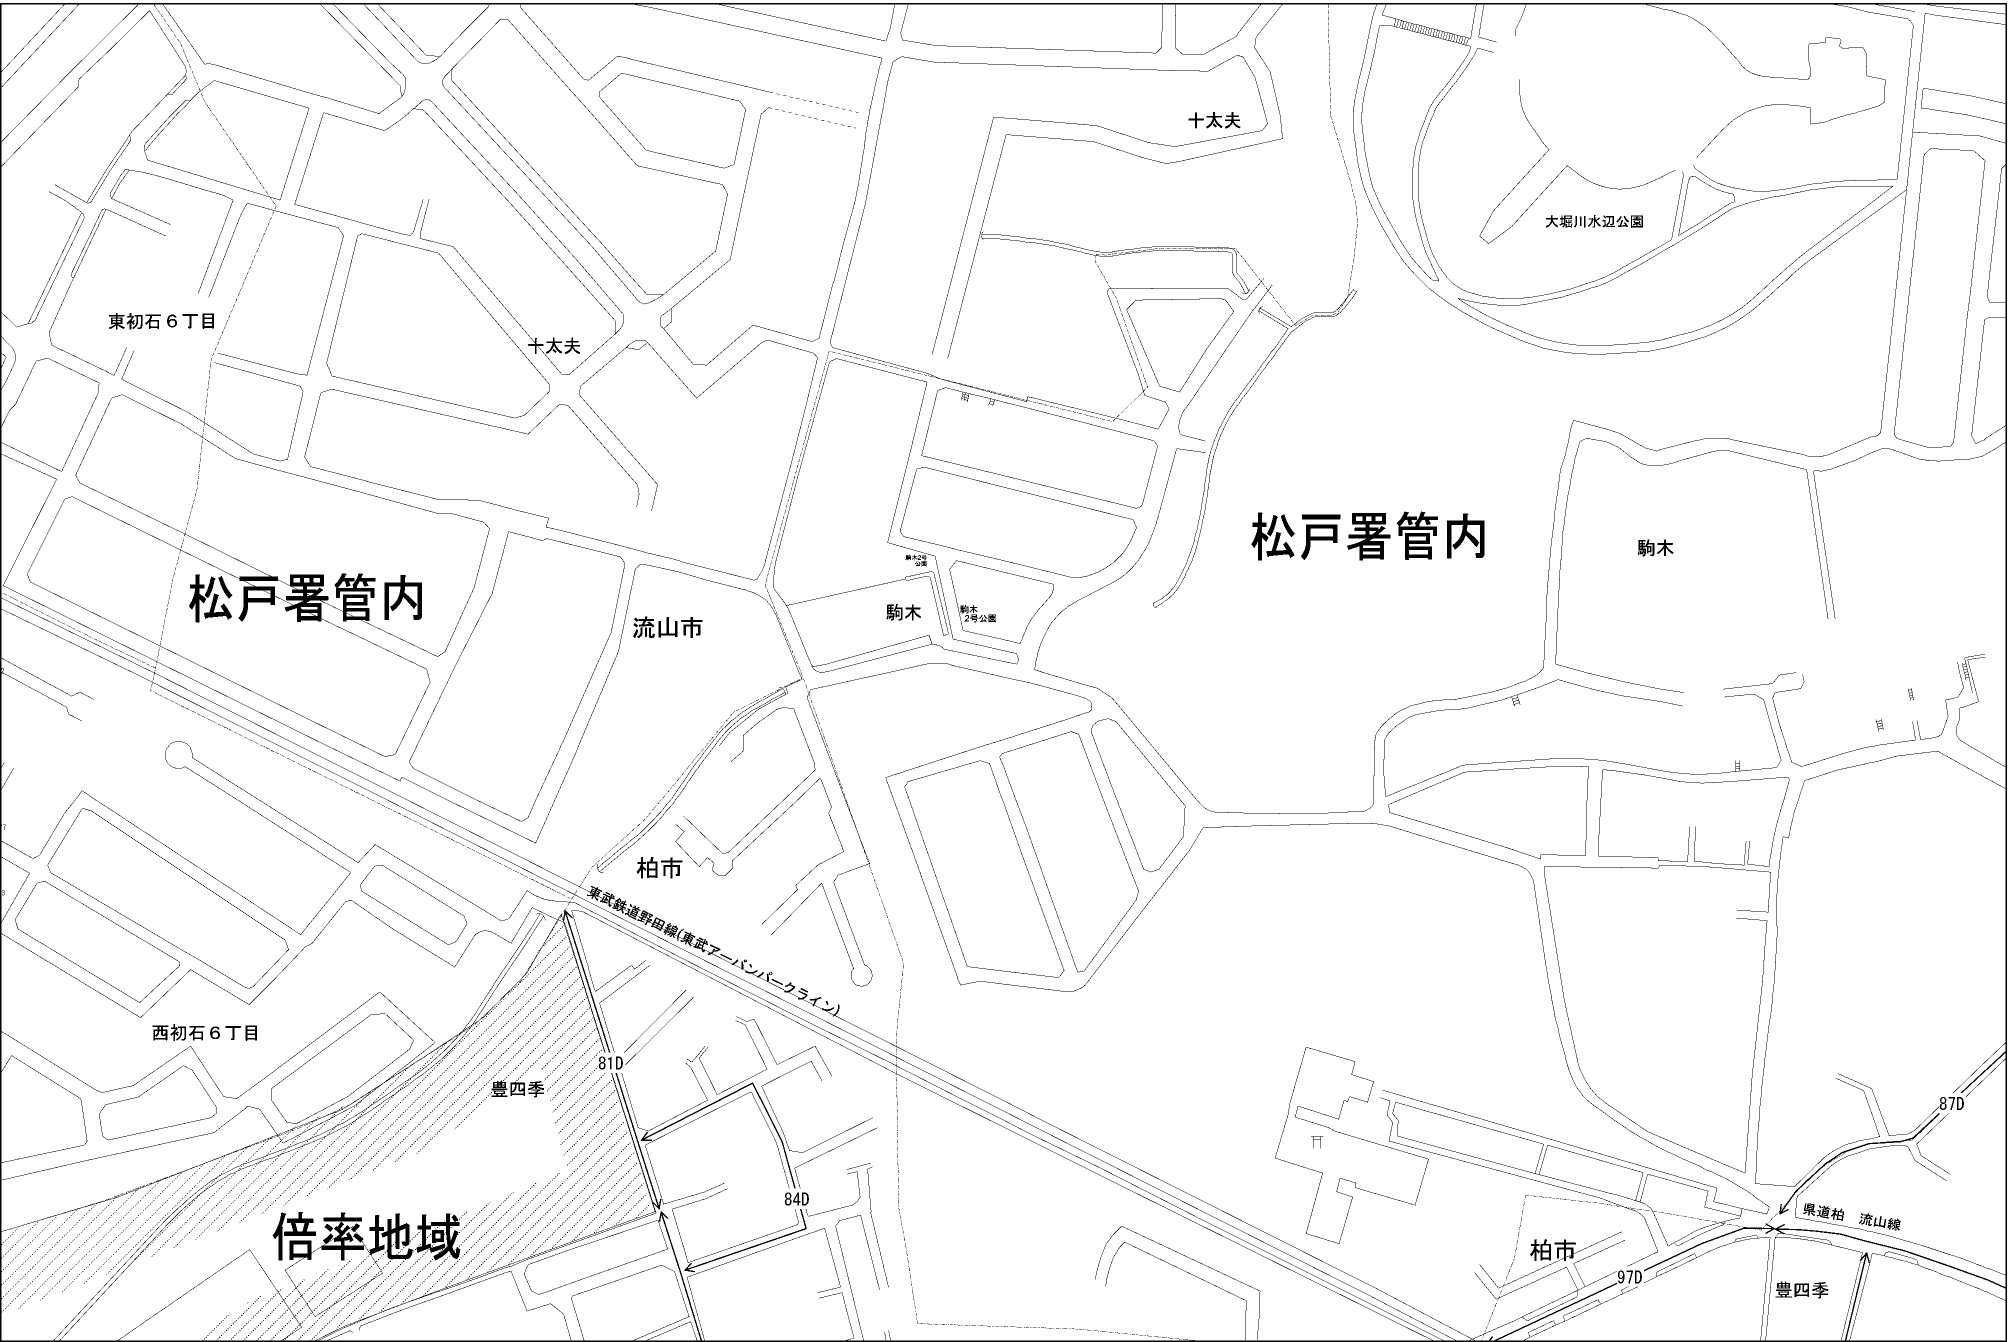 十太夫
大堀川水辺公園
東初石６丁目
十太夫
松戸署管内
駒木
松戸署管内
駒木2号
公園
駒木
駒木
2号公園
流山市
柏市
東武鉄道野田線(東武アーバンパークライン)
西初石６丁目
81D
豊四季
87D
84D
県道柏　流山線
倍率地域
柏市
97D
豊四季